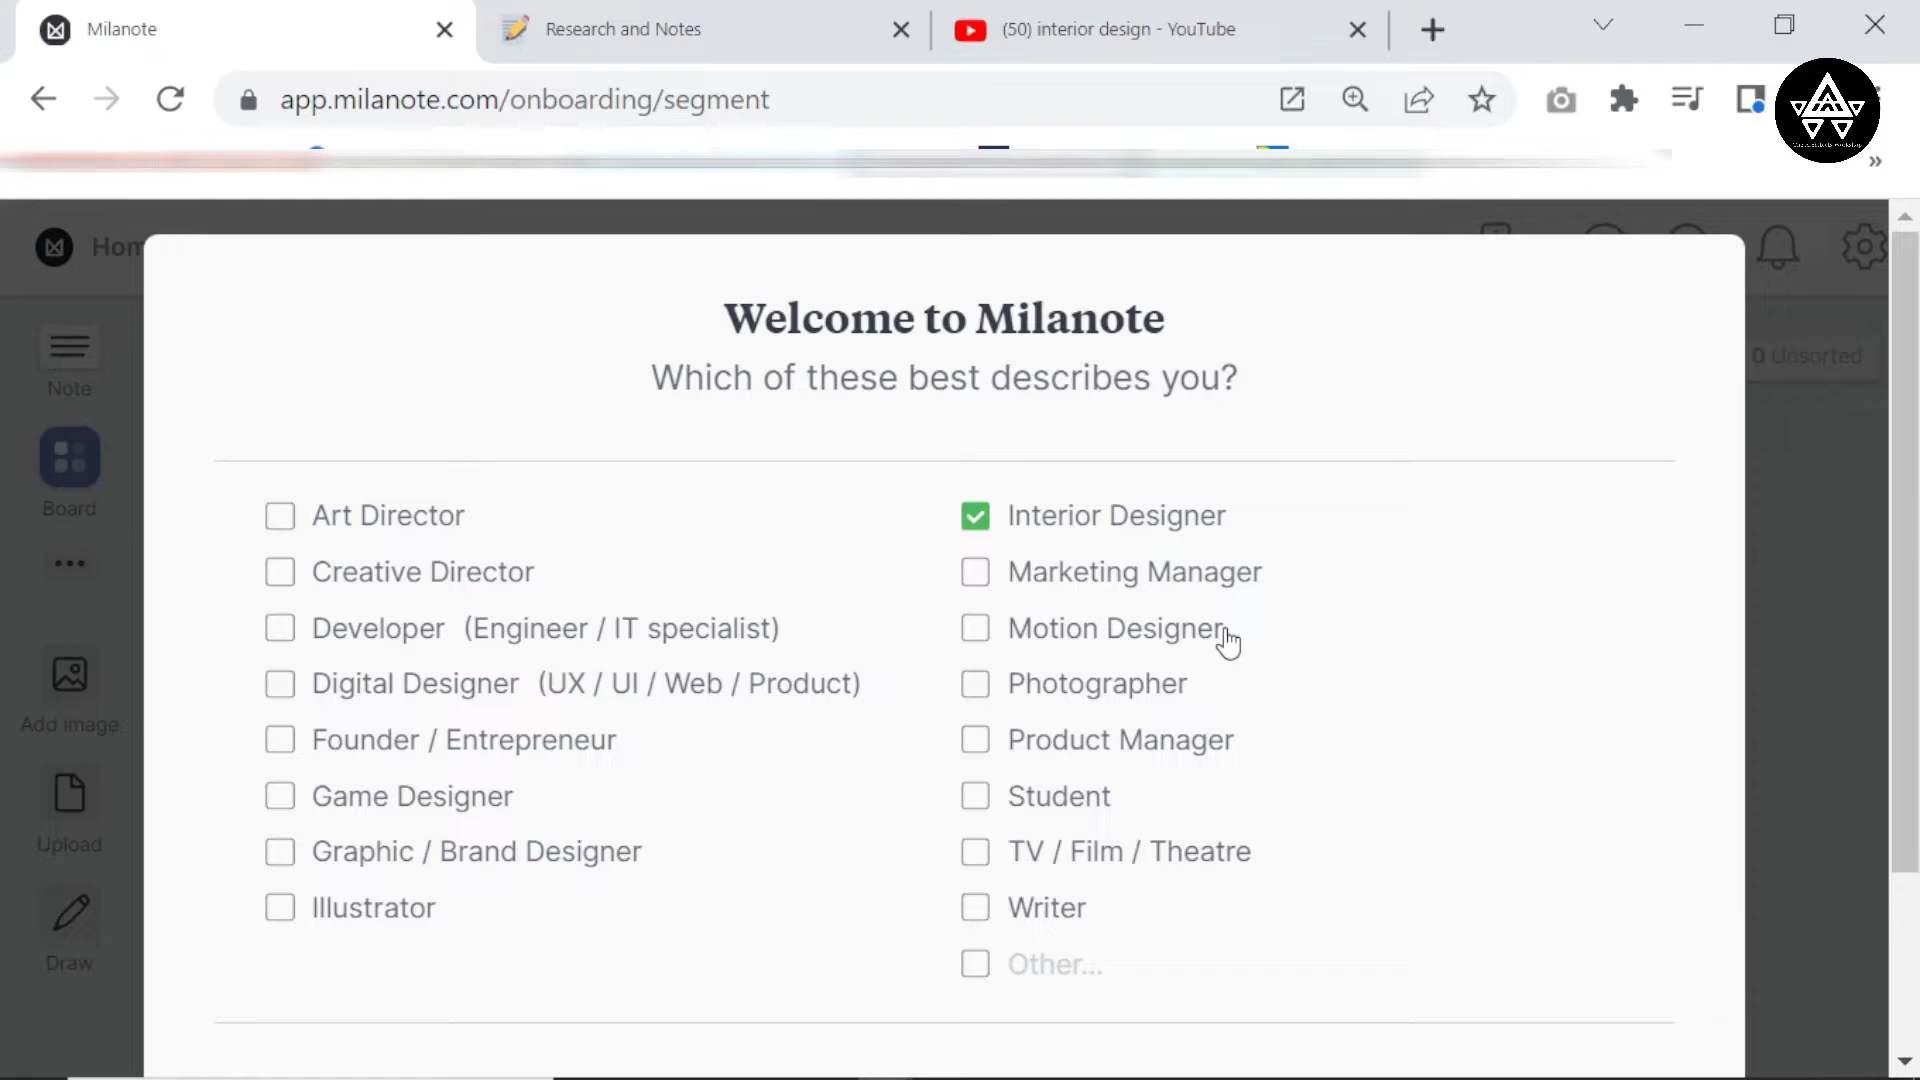 Milanote
Research and Notes
(50) interior design - YouTube
app.milanote.com/onboarding/segment
Hom
Welcome to Milanote
Which of these best describes you?
0 Unsorted
Note
Board
Add image
Upload
Draw
Art Director
Creative Director
Developer (Engineer / IT specialist)
Digital Designer (UX / UI / Web / Product)
Founder / Entrepreneur
Game Designer
Graphic / Brand Designer
Illustrator
Interior Designer
Marketing Manager
Motion Designer
Photographer
Product Manager
Student
TV / Film / Theatre
Writer
Other...